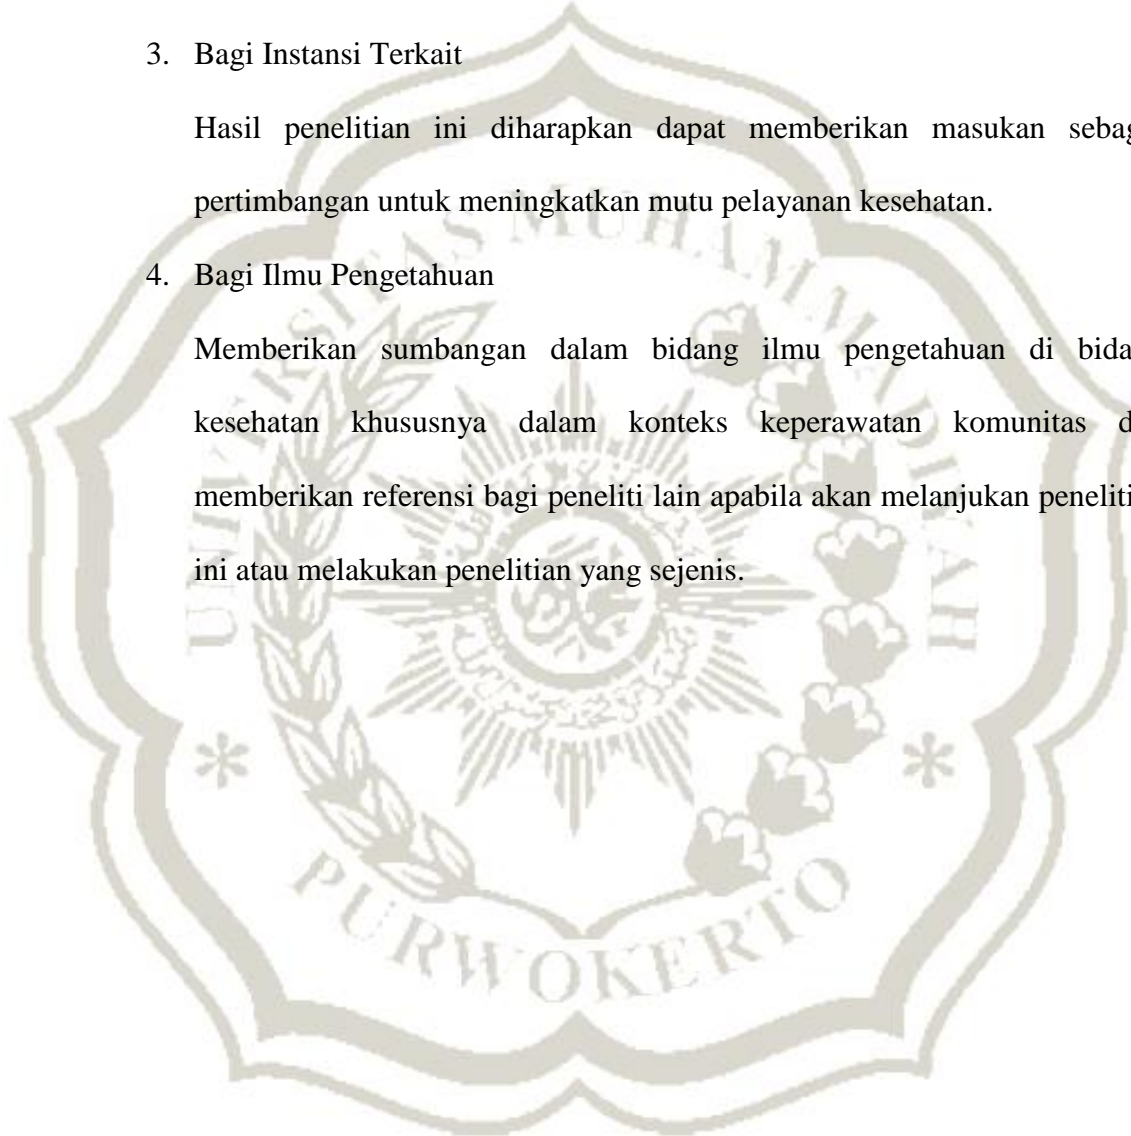 3. Bagi Instansi Terkait
Hasil penelitian ini diharapkan dapat memberikan masukan sebag
pertimbangan untuk meningkatkan mutu pelayanan kesehatan.
4. Bagi Ilmu Pengetahuan
Memberikan sumbangan dalam bidang ilmu pengetahuan di bida
kesehatan khususnya dalam konteks keperawatan komunitas d
memberikan referensi bagi peneliti lain apabila akan melanjukan peneliti
ini atau melakukan penelitian yang sejenis.
UNIVERSITAS MUHAMMADIYAH
PURWOKERTO